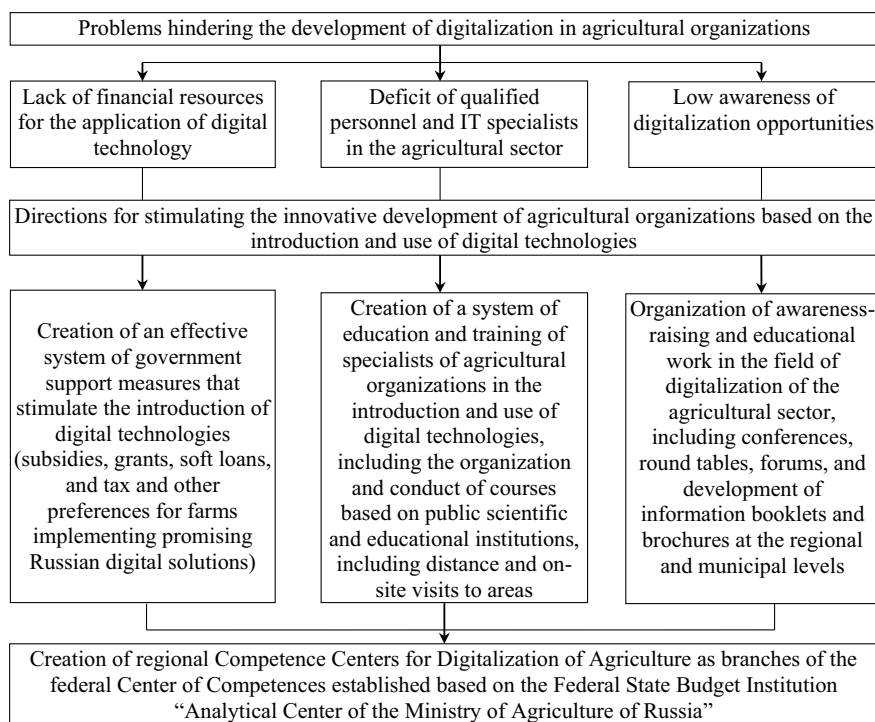 Problems hindering the development of digitalization in agricultural organizations
Lack of financial resources
for the application of digital
technology
Deficit of qualified
personnel and IT specialists
in the agricultural sector
Low awareness of
digitalization opportunities
Directions for stimulating the innovative development of agricultural organizations based on the
introduction and use of digital technologies
Creation of an effective
system of government
support measures that
stimulate the introduction of
digital technologies
(subsidies, grants, soft loans,
and tax and other
preferences for farms
implementing promising
Russian digital solutions)
Creation of a system of
education and training of
specialists of agricultural
organizations in the
introduction and use of
digital technologies,
including the organization
and conduct of courses
based on public scientific
and educational institutions,
including distance and on-
site visits to areas
Organization of awareness-
raising and educational
work in the field of
digitalization of the
agricultural sector,
including conferences,
round tables, forums, and
development of
information booklets and
brochures at the regional
and municipal levels
Creation of regional Competence Centers for Digitalization of Agriculture as branches of the
federal Center of Competences established based on the Federal State Budget Institution
“Analytical Center of the Ministry of Agriculture of Russia”